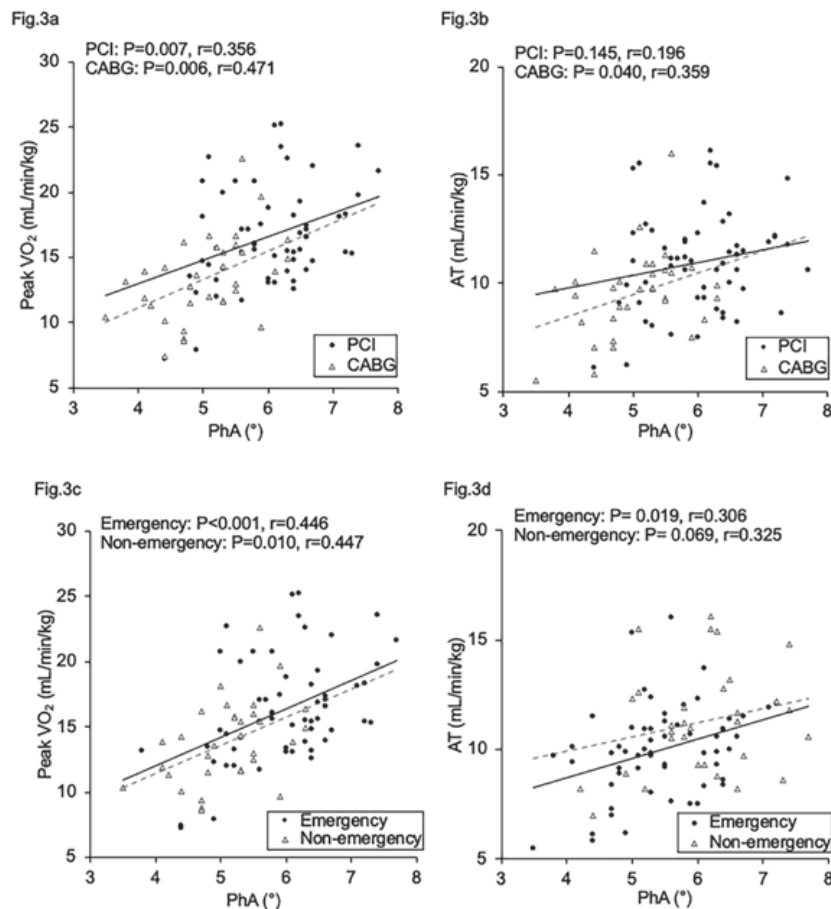 Fig.3a
PCI: P=0.007, r=0.356
CABG: P=0.006, r=0.471
30
25
20
15
10
5
Peak VO₂ (mL/min/kg)
PCI
CABG
3 4 5 6 7 8
PhA (°)
Fig.3b
PCI: P=0.145, r=0.196
CABG: P= 0.040, r=0.359
20
15
10
5
AT (mL/min/kg)
PCI
CABG
3 4 5 6 7 8
PhA (°)
Fig.3c
Emergency: P<0.001, r=0.446
Non-emergency: P=0.010, r=0.447
30
25
20
15
10
5
Peak VO₂ (mL/min/kg)
Emergency
Non-emergency
3 4 5 6 7 8
PhA (°)
Fig.3d
Emergency: P= 0.019, r=0.306
Non-emergency: P= 0.069, r=0.325
20
15
10
5
AT (mL/min/kg)
Emergency
Non-emergency
3 4 5 6 7 8
PhA (°)